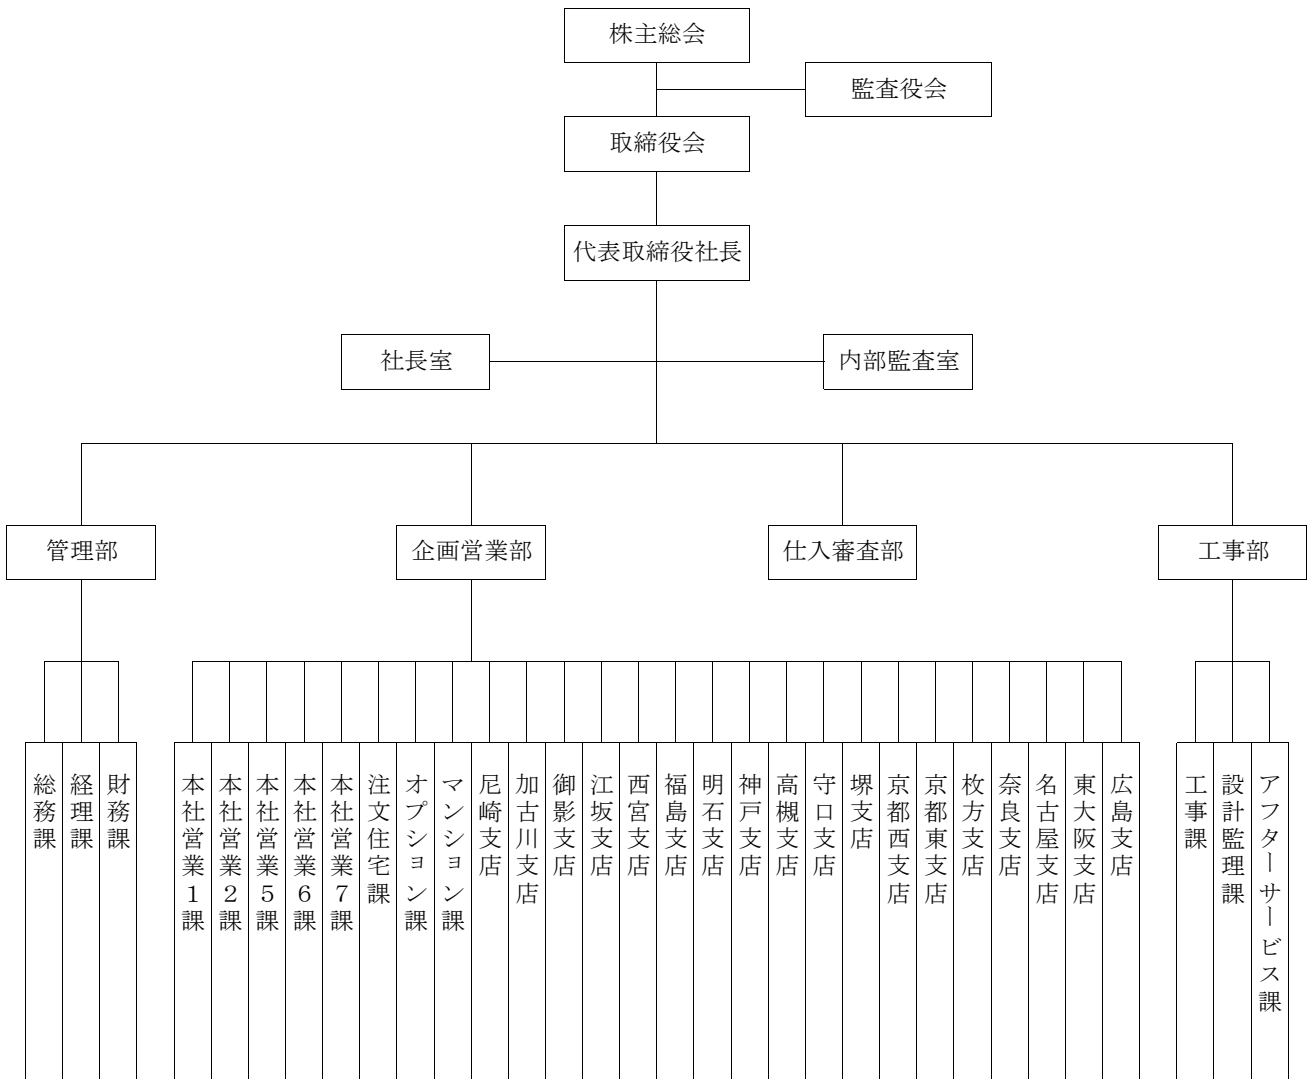 株主総会
監査役会
取締役会
代表取締役社長
社長室
内部監査室
管理部
企画営業部
仕入審査部
工事部
総務課
経理課
財務課
本社営業１課
本社営業２課
本社営業５課
本社営業６課
本社営業７課
注文住宅課
オプション課
マンション課
尼崎支店
加古川支店
御影支店
江坂支店
西宮支店
福島支店
明石支店
神戸支店
高槻支店
守口支店
堺支店
京都西支店
京都東支店
枚方支店
奈良支店
名古屋支店
東大阪支店
広島支店
工事課
設計監理課
アフターサービス課